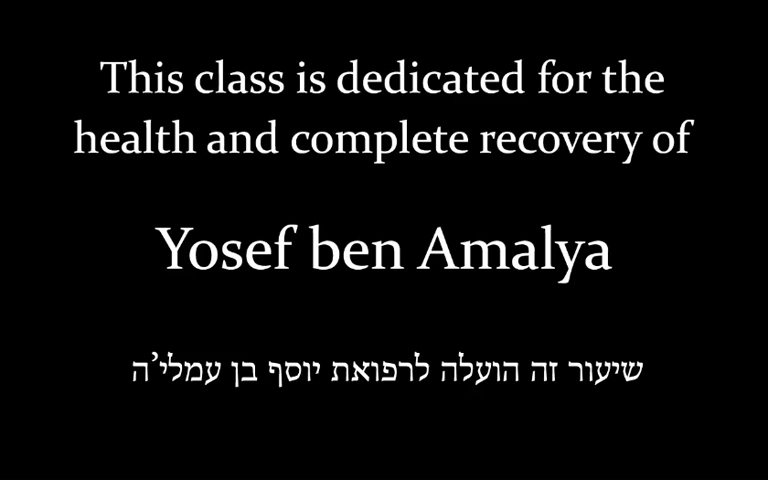 This class is dedicated for the
health and complete recovery of
Yosef ben Amalya
שיעור זה הועלה לרפואת יוסף בן עמלי’ה